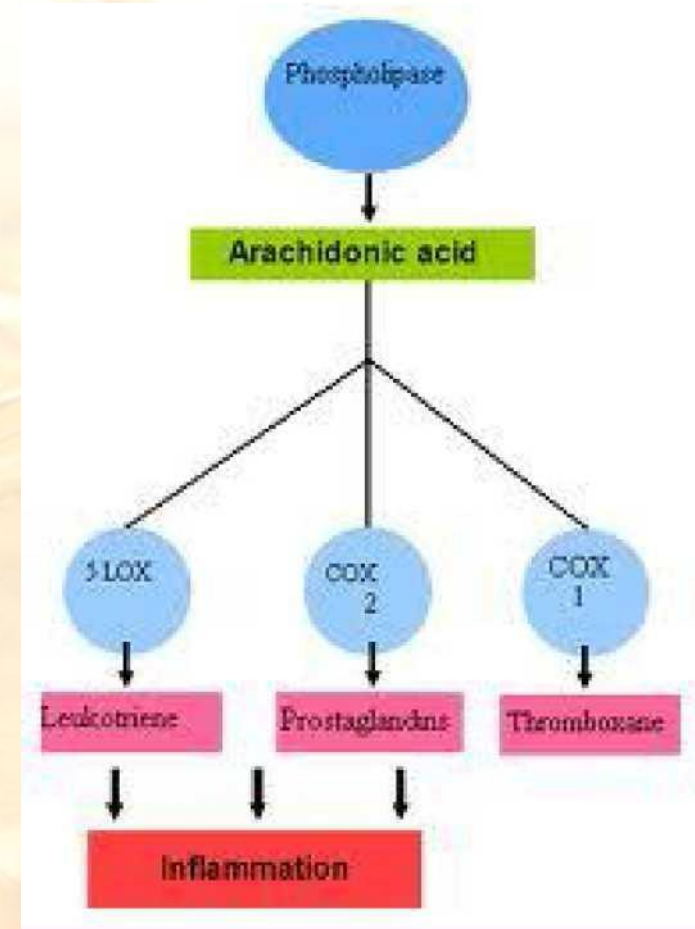 Phospholipase
Arachidonic acid
5 LOX
COX
2
COX
1
Leukotriene
Prostaglandins
Thromboxane
Inflammation